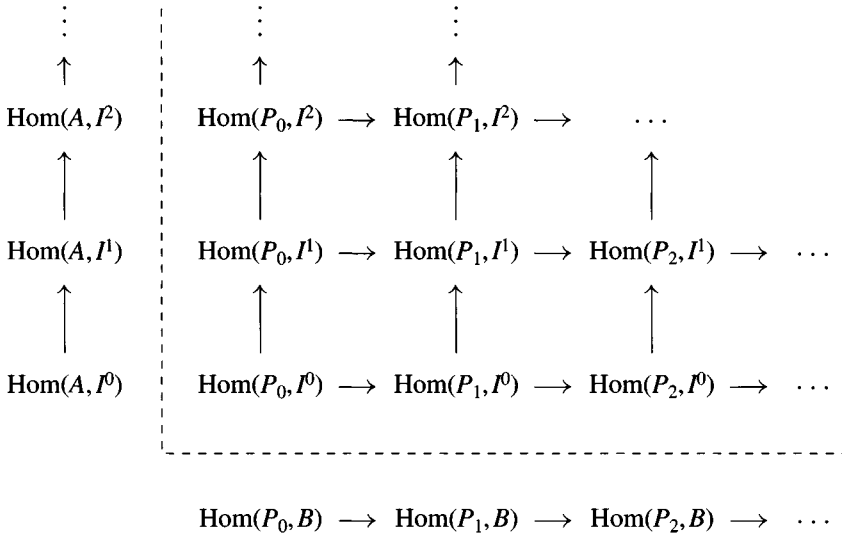 ⋮ ⋮ ⋮
↑ ↑ ↑
Hom(A, I²) Hom(P₀, I²) ⟶ Hom(P₁, I²) ⟶ ⋯
↑ ↑ ↑ ↑
Hom(A, I¹) Hom(P₀, I¹) ⟶ Hom(P₁, I¹) ⟶ Hom(P₂, I¹) ⟶ ⋯
↑ ↑ ↑ ↑
Hom(A, I⁰) Hom(P₀, I⁰) ⟶ Hom(P₁, I⁰) ⟶ Hom(P₂, I⁰) ⟶ ⋯
Hom(P₀, B) ⟶ Hom(P₁, B) ⟶ Hom(P₂, B) ⟶ ⋯